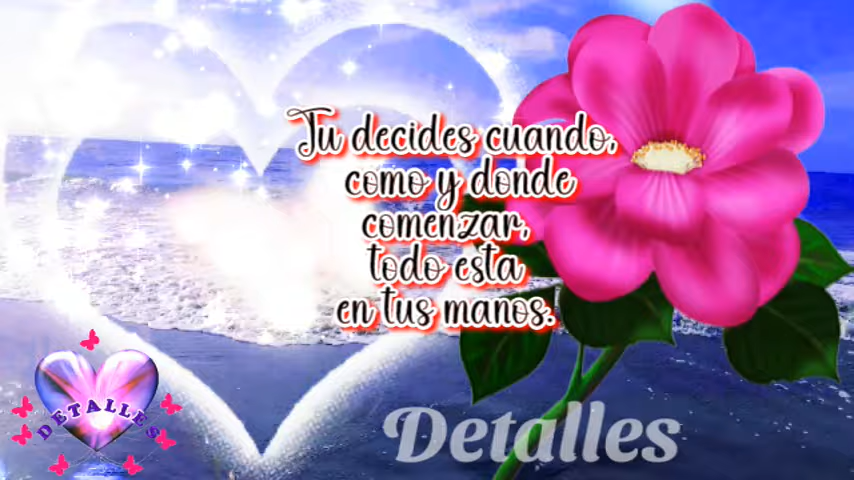 Tu decides cuando,
como y donde
comenzar,
todo esta
en tus manos.
DETALLES
Detalles